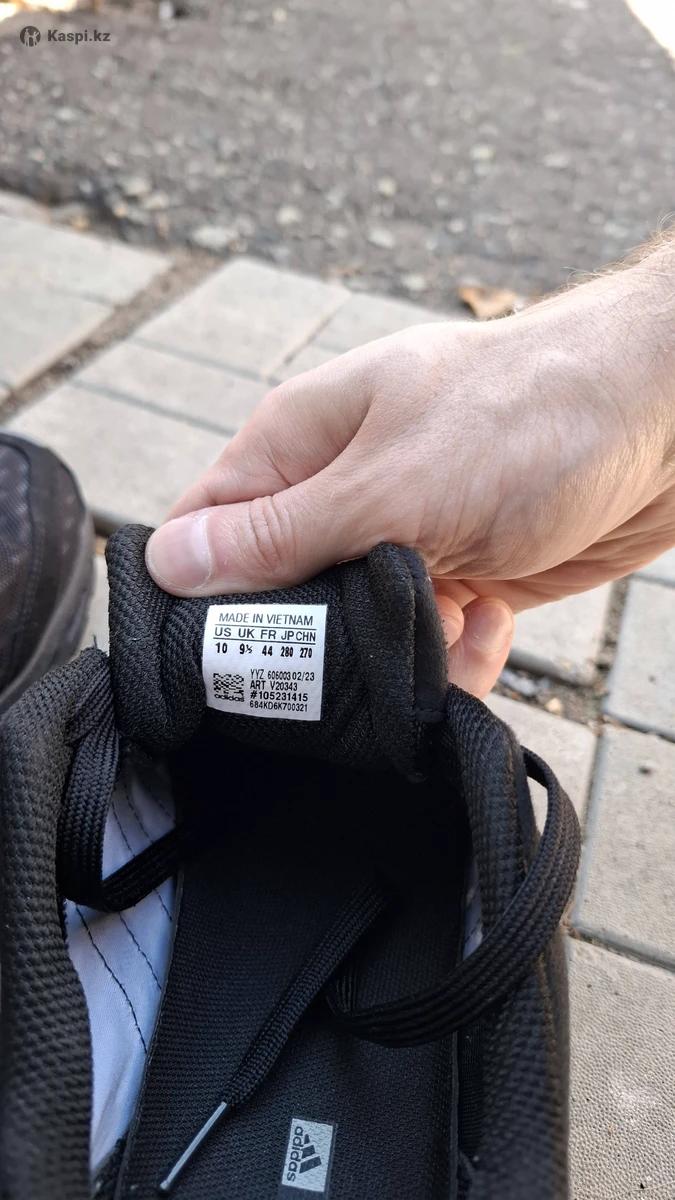 Kaspi.kz
MADE IN VIETNAM
US UK FR JP CHN
10 9½ 44 280 270
YYZ 606003 02/23
ART V20343
#105231415
684KD6K700321
adidas
adidas